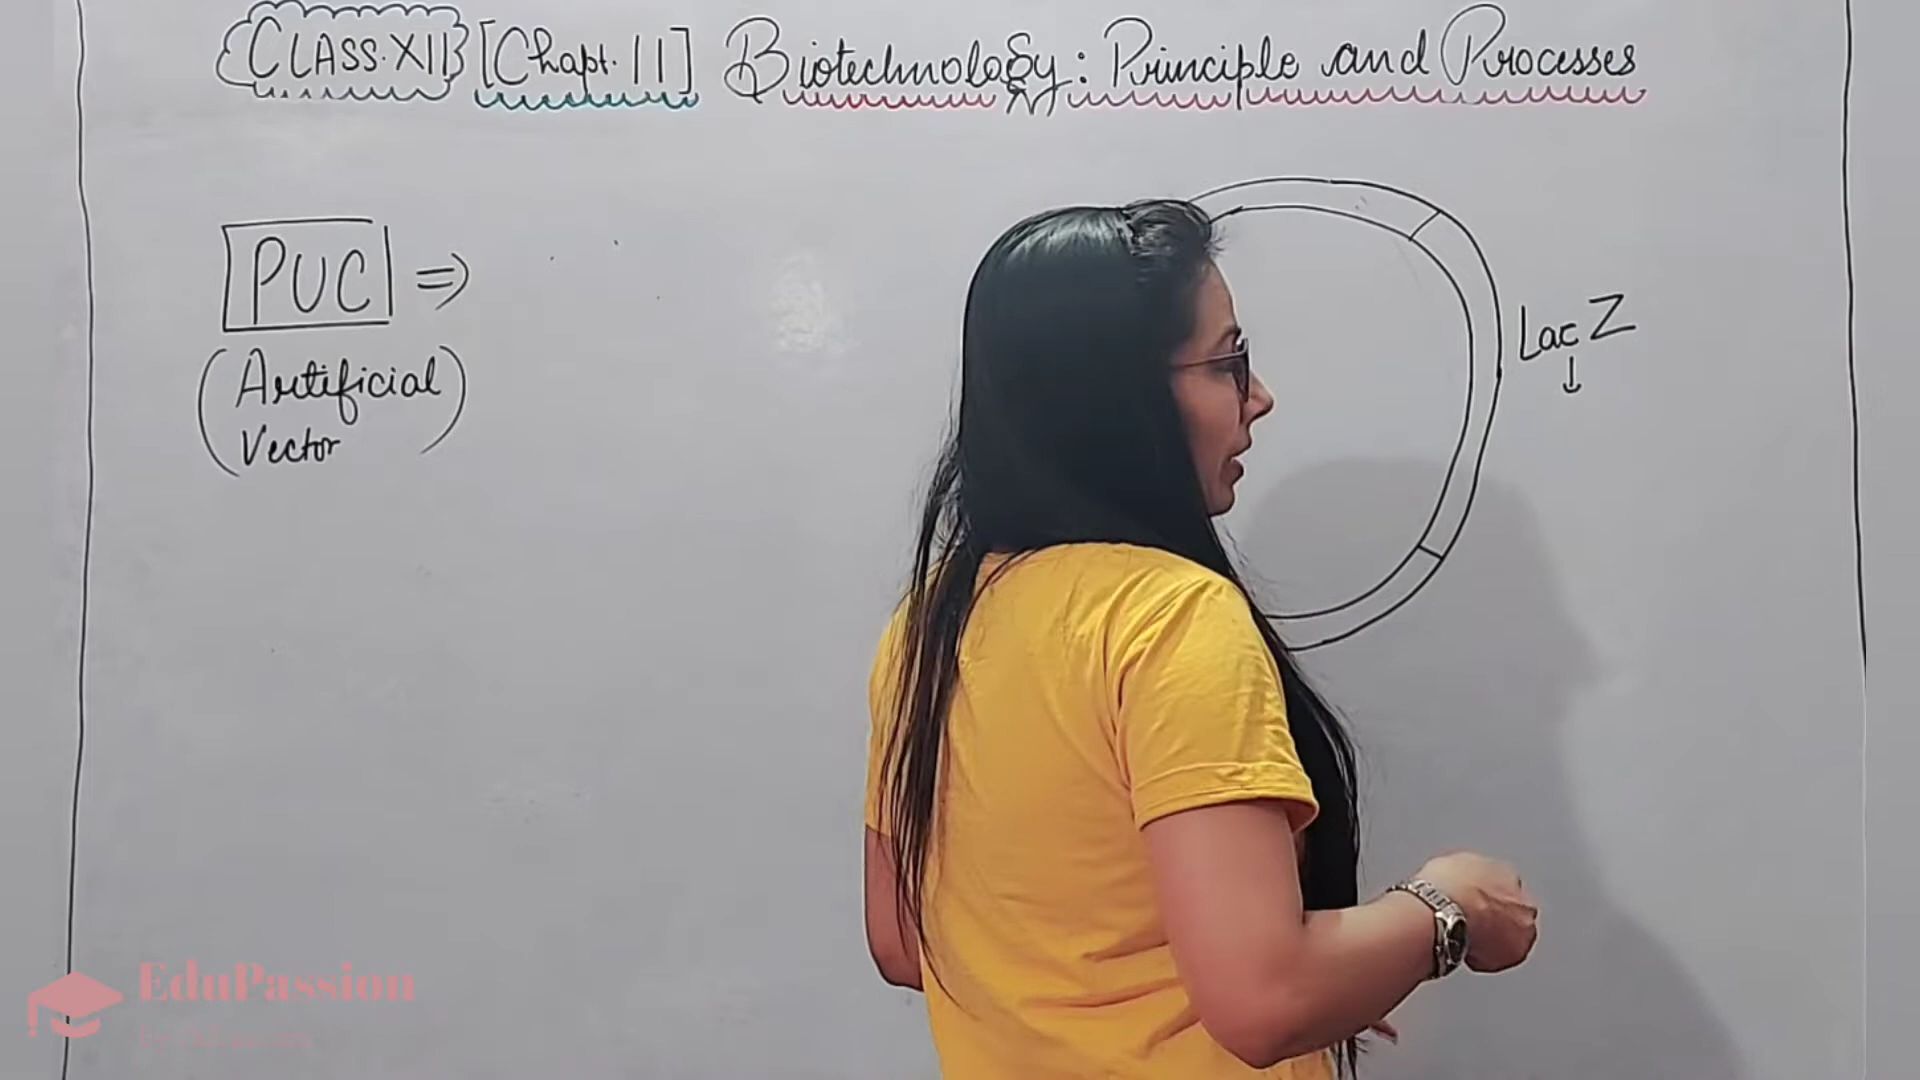 CLASS-XII [Chapt. 11] Biotechnology: Principle and Processes
PUC ⇒
(Artificial
Vector)
Lac Z
↓
EduPassion